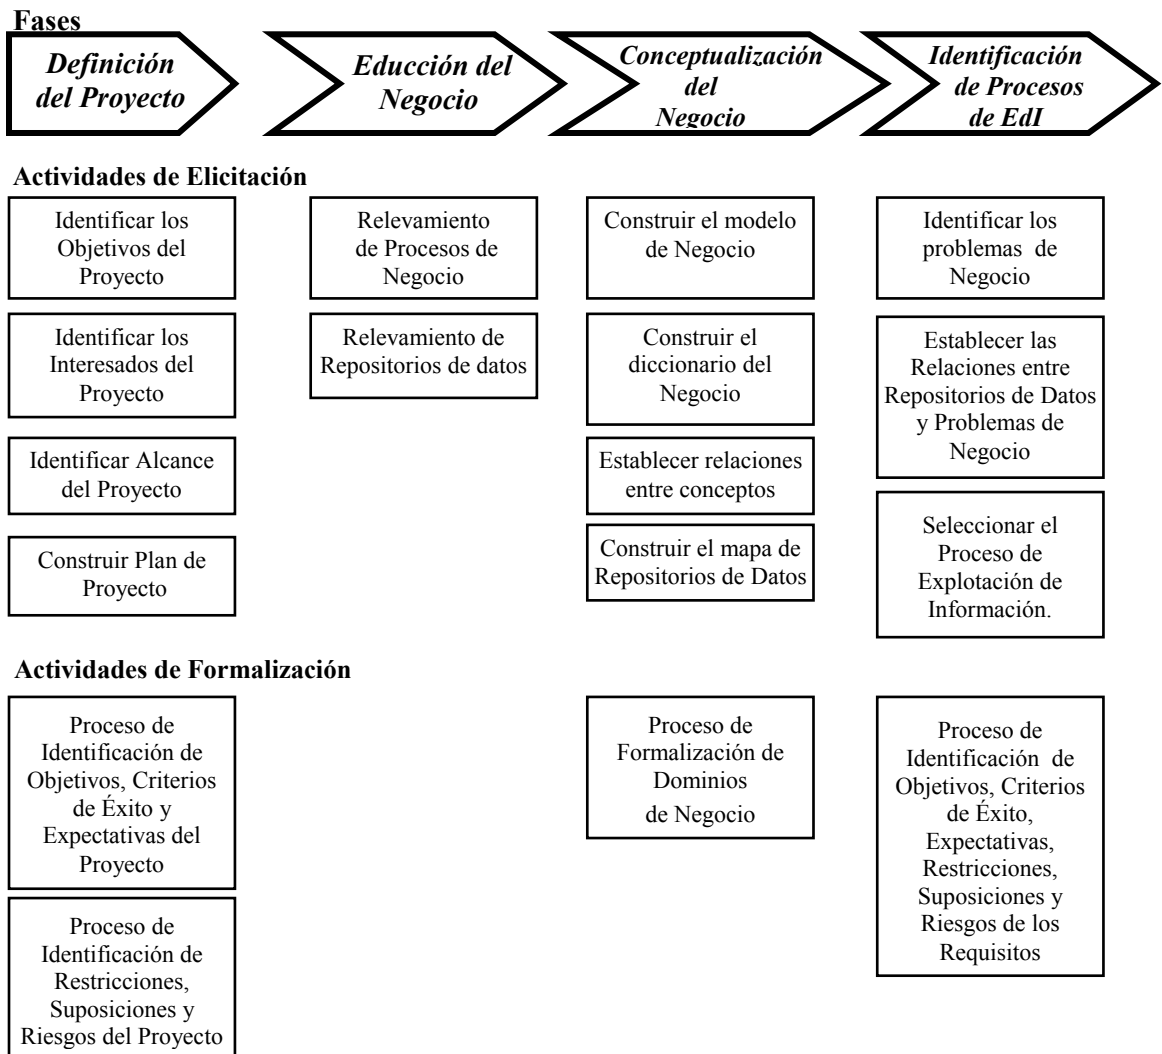 Fases
Definición
del Proyecto
Educción del
Negocio
Conceptualización
del
Negocio
Identificación
de Procesos
de EdI
Actividades de Elicitación
Identificar los
Objetivos del
Proyecto
Relevamiento
de Procesos de
Negocio
Construir el modelo
de Negocio
Identificar los
problemas de
Negocio
Identificar los
Interesados del
Proyecto
Relevamiento de
Repositorios de datos
Construir el
diccionario del
Negocio
Establecer las
Relaciones entre
Repositorios de Datos
y Problemas de
Negocio
Identificar Alcance
del Proyecto
Establecer relaciones
entre conceptos
Seleccionar el
Proceso de
Explotación de
Información.
Construir Plan de
Proyecto
Construir el mapa de
Repositorios de Datos
Actividades de Formalización
Proceso de
Identificación de
Objetivos, Criterios
de Éxito y
Expectativas del
Proyecto
Proceso de
Formalización de
Dominios
de Negocio
Proceso de
Identificación de
Objetivos, Criterios
de Éxito,
Expectativas,
Restricciones,
Suposiciones y
Riesgos de los
Requisitos
Proceso de
Identificación de
Restricciones,
Suposiciones y
Riesgos del Proyecto